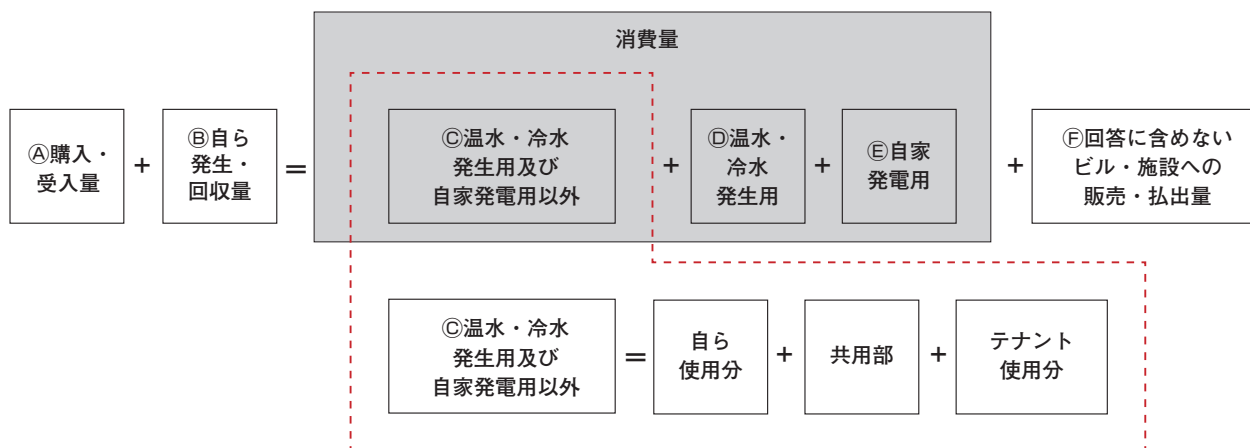 消費量
Ⓐ購入・
受入量
+
Ⓑ自ら
発生・
回収量
=
Ⓒ温水・冷水
発生用及び
自家発電用以外
+
Ⓓ温水・
冷水
発生用
+
Ⓔ自家
発電用
+
Ⓕ回答に含めない
ビル・施設への
販売・払出量
Ⓒ温水・冷水
発生用及び
自家発電用以外
=
自ら
使用分
+
共用部
+
テナント
使用分